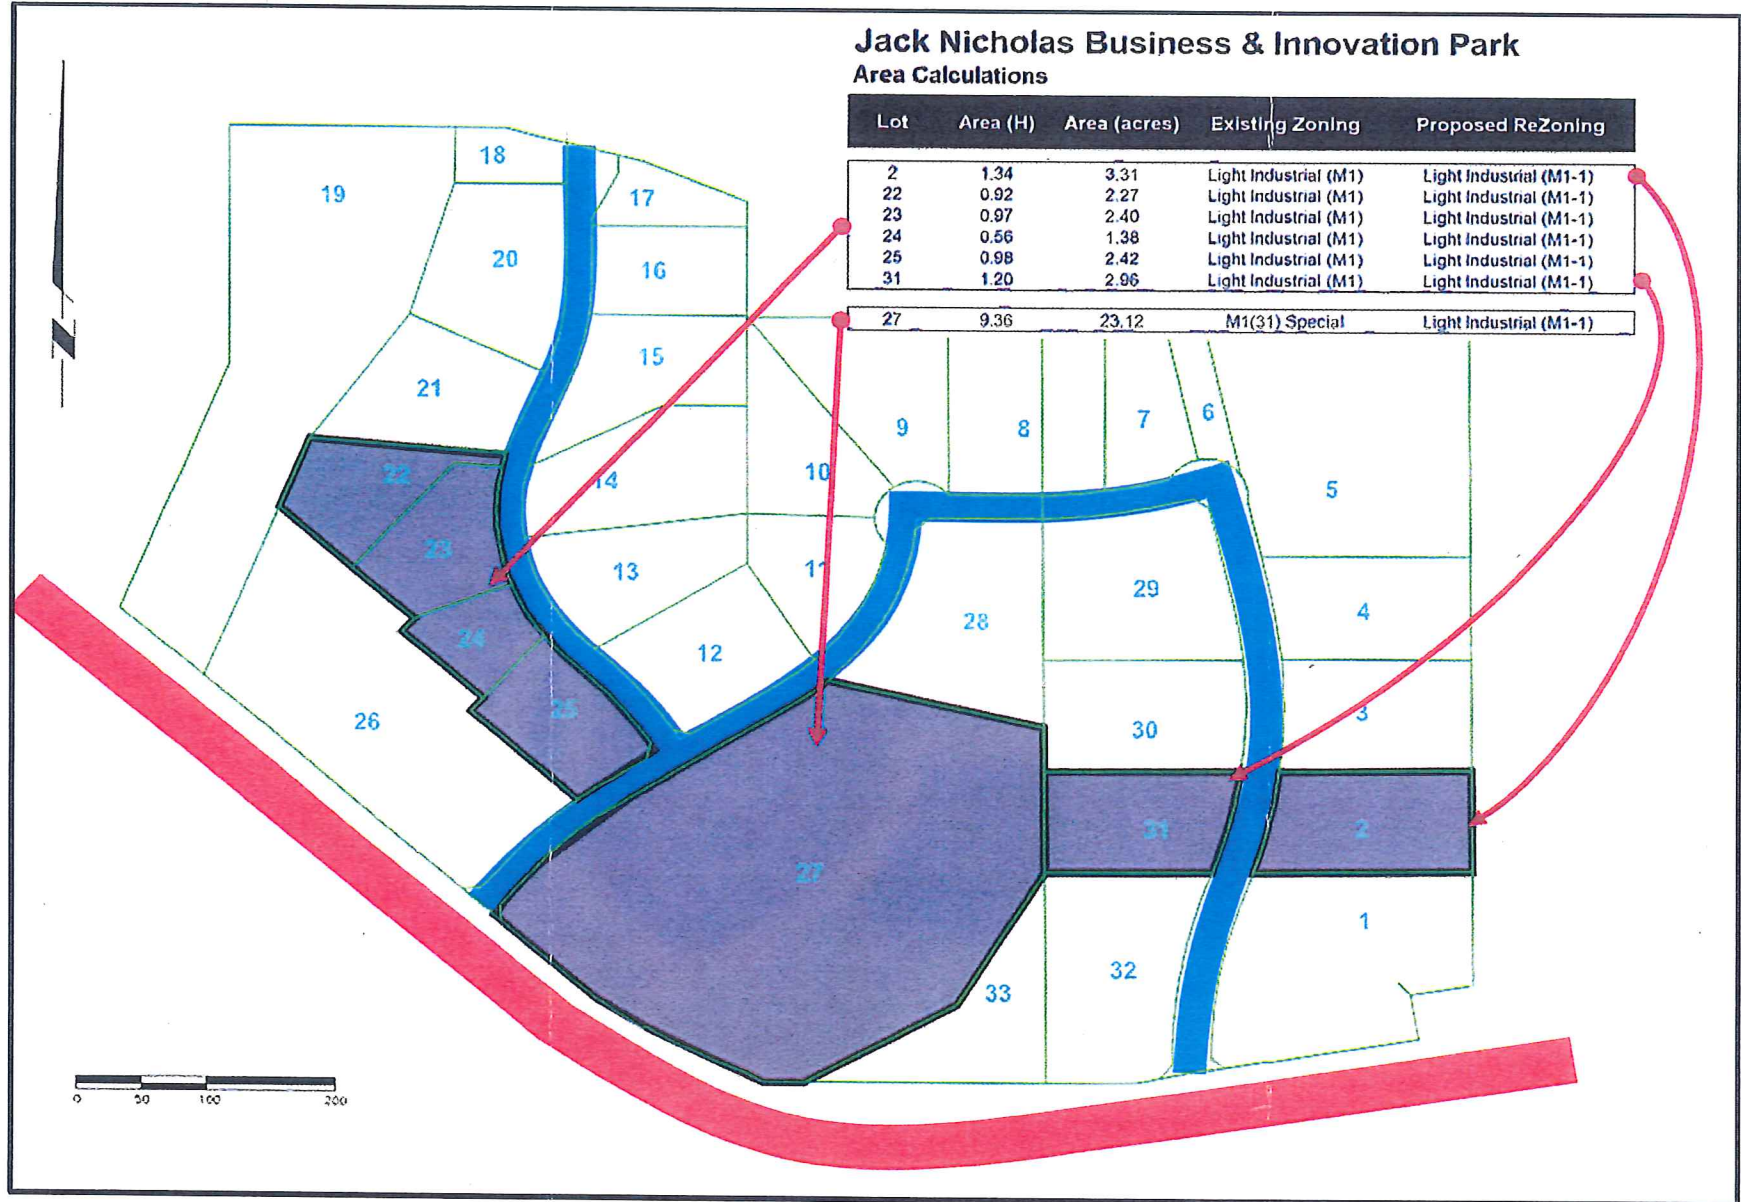 Jack Nicholas Business & Innovation Park
Area Calculations
Lot Area (H) Area (acres) Existing Zoning Proposed ReZoning
2 1.34 3.31 Light Industrial (M1) Light Industrial (M1-1)
22 0.92 2.27 Light Industrial (M1) Light Industrial (M1-1)
23 0.97 2.40 Light Industrial (M1) Light Industrial (M1-1)
24 0.56 1.38 Light Industrial (M1) Light Industrial (M1-1)
25 0.98 2.42 Light Industrial (M1) Light Industrial (M1-1)
31 1.20 2.96 Light Industrial (M1) Light Industrial (M1-1)
27 9.36 23.12 M1(31) Special Light Industrial (M1-1)
N
18
19
17
20
16
15
21
6
7
9
8
10
22
14
5
23
13
11
29
4
28
24
12
25
26
3
30
31
2
27
1
32
33
0 50 100 200